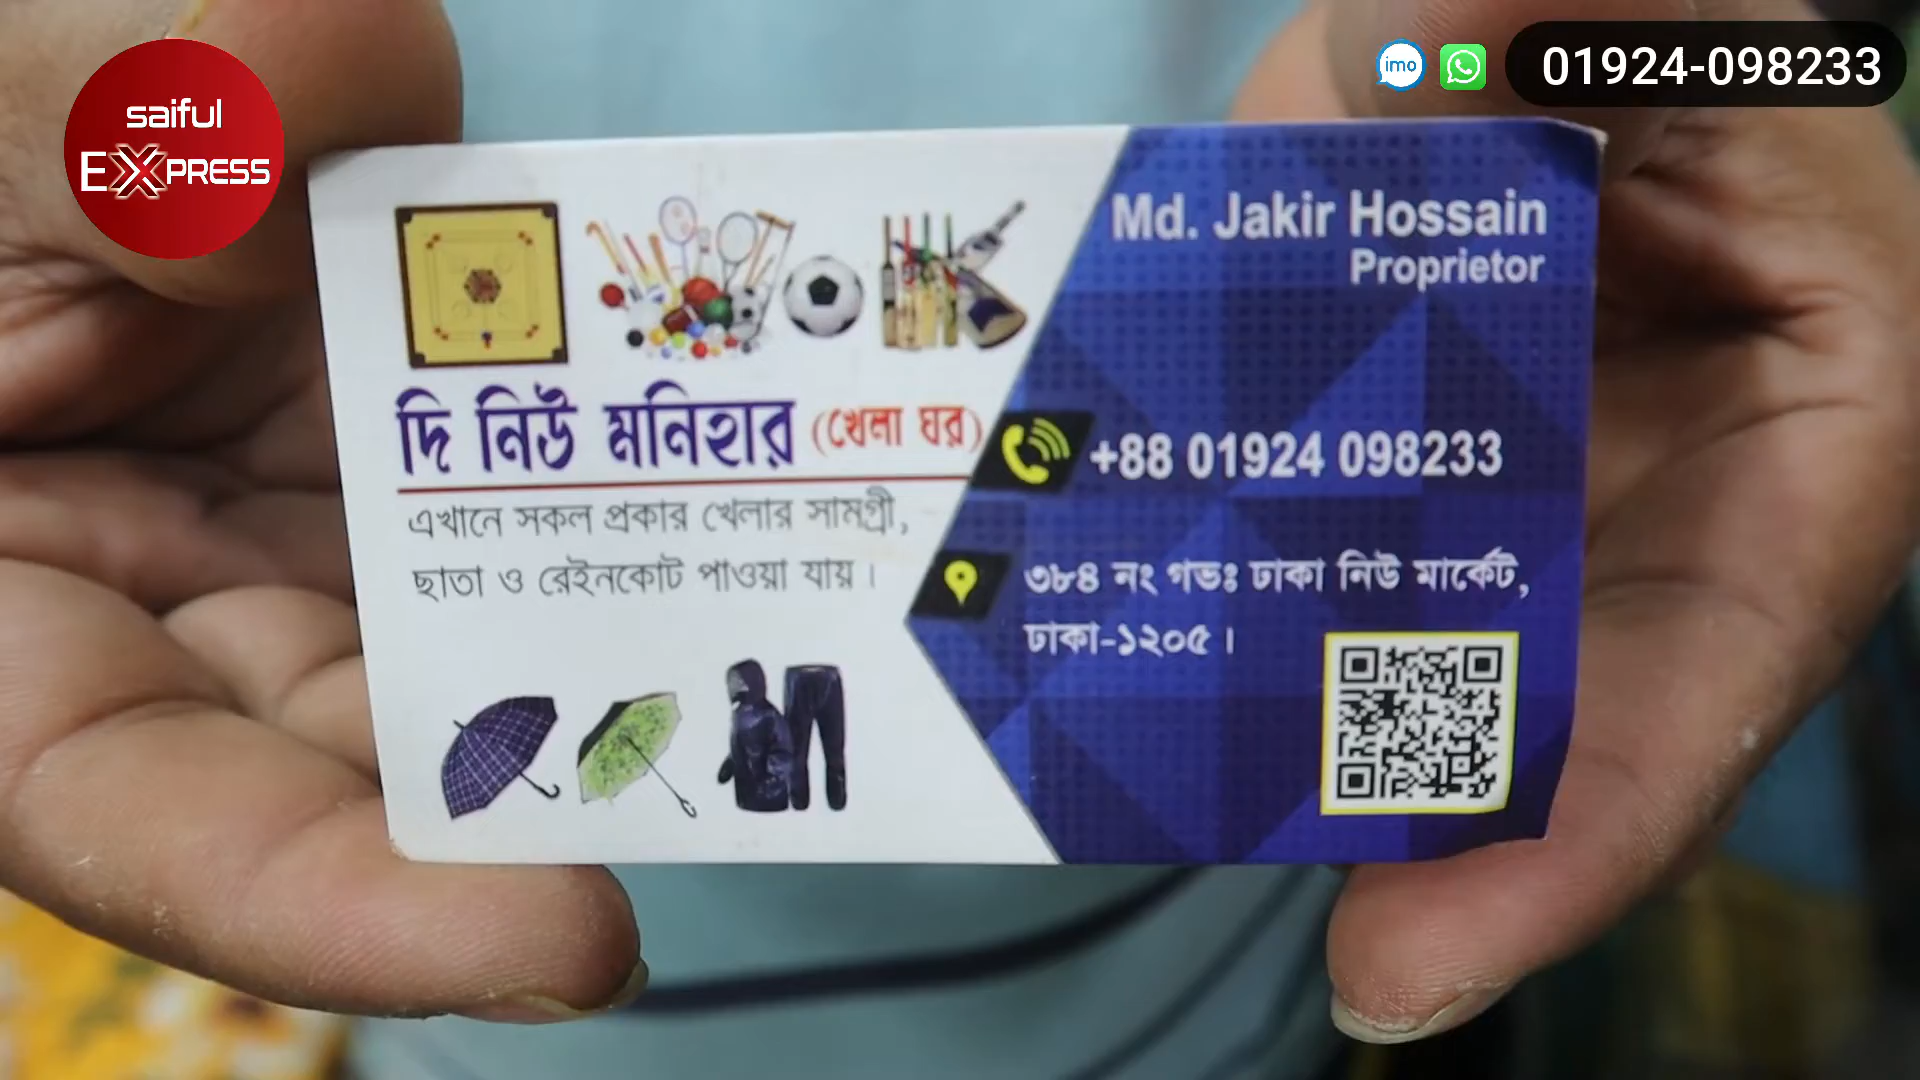 saiful
EXPRESS
imo
01924-098233
Md. Jakir Hossain
Proprietor
দি নিউ মনিহার (খেলা ঘর)
এখানে সকল প্রকার খেলার সামগ্রী,
ছাতা ও রেইনকোট পাওয়া যায়।
+88 01924 098233
৩৮৪ নং গভঃ ঢাকা নিউ মার্কেট,
ঢাকা-১২০৫।